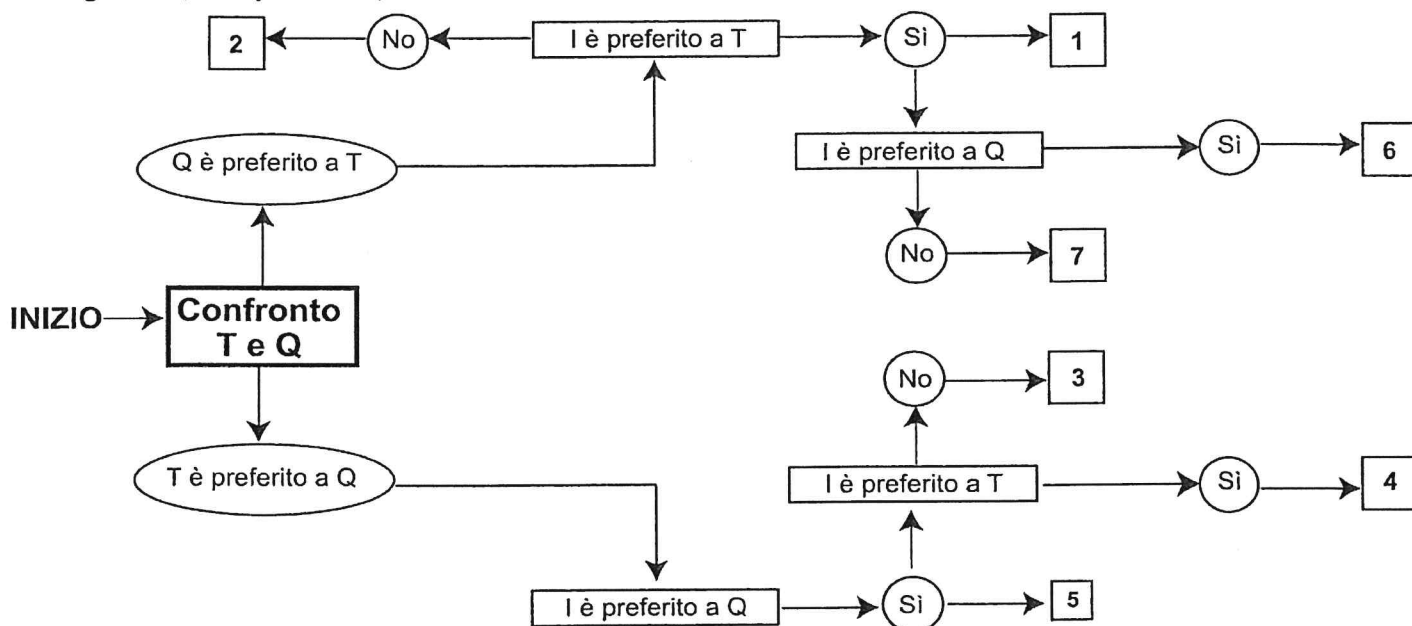 2
No
I è preferito a T
Sì
1
Q è preferito a T
I è preferito a Q
Sì
6
No
7
INIZIO
Confronto
T e Q
No
3
T è preferito a Q
I è preferito a T
Sì
4
I è preferito a Q
Sì
5